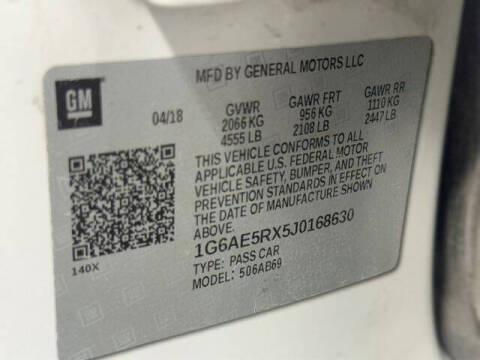 MFD BY GENERAL MOTORS LLC
GM
04/18 GVWR GAWR FRT GAWR RR
2066 KG 956 KG 1110 KG
4555 LB 2108 LB 2447 LB
THIS VEHICLE CONFORMS TO ALL
APPLICABLE U.S. FEDERAL MOTOR
VEHICLE SAFETY, BUMPER, AND THEFT
PREVENTION STANDARDS IN EFFECT ON
THE DATE OF MANUFACTURE SHOWN
ABOVE.
1G6AE5RX5J0168630
TYPE: PASS CAR
MODEL: 506AB69
140X